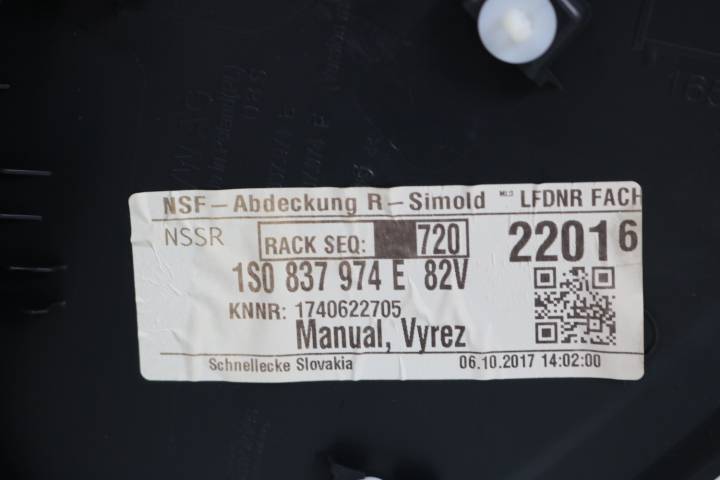 NSF-Abdeckung R-Simold LFDNR FACH
NSSR RACK SEQ: 720 22016
1S0 837 974 E 82V
KNNR: 1740622705
Manual, Vyrez
Schnellecke Slovakia 06.10.2017 14:02:00